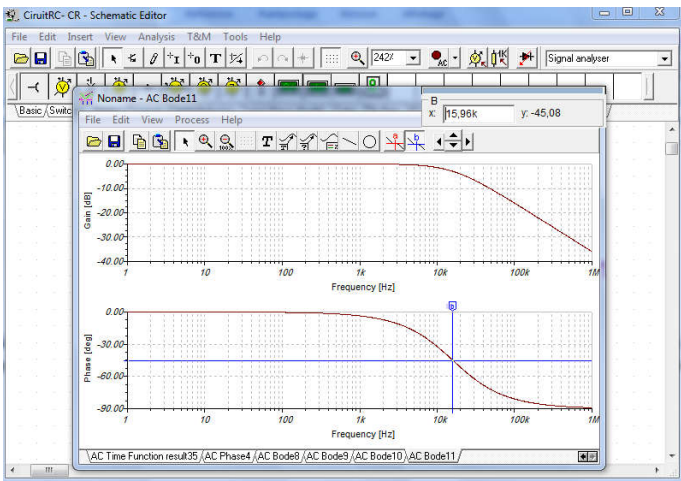 CiruitRC- CR - Schematic Editor
File Edit Insert View Analysis T&M Tools Help
242% AC Signal analyser
Basic Switc
Noname - AC Bode11
B
x: 15,96k y: -45,08
File Edit View Process Help
100% T
a b
Gain [dB]
0.00
-10.00
-20.00
-30.00
-40.00
1 10 100 1k 10k 100k 1M
Frequency [Hz]
b
Phase [deg]
0.00
-30.00
-60.00
-90.00
1 10 100 1k 10k 100k 1M
Frequency [Hz]
AC Time Function result35 AC Phase4 AC Bode8 AC Bode9 AC Bode10 AC Bode11